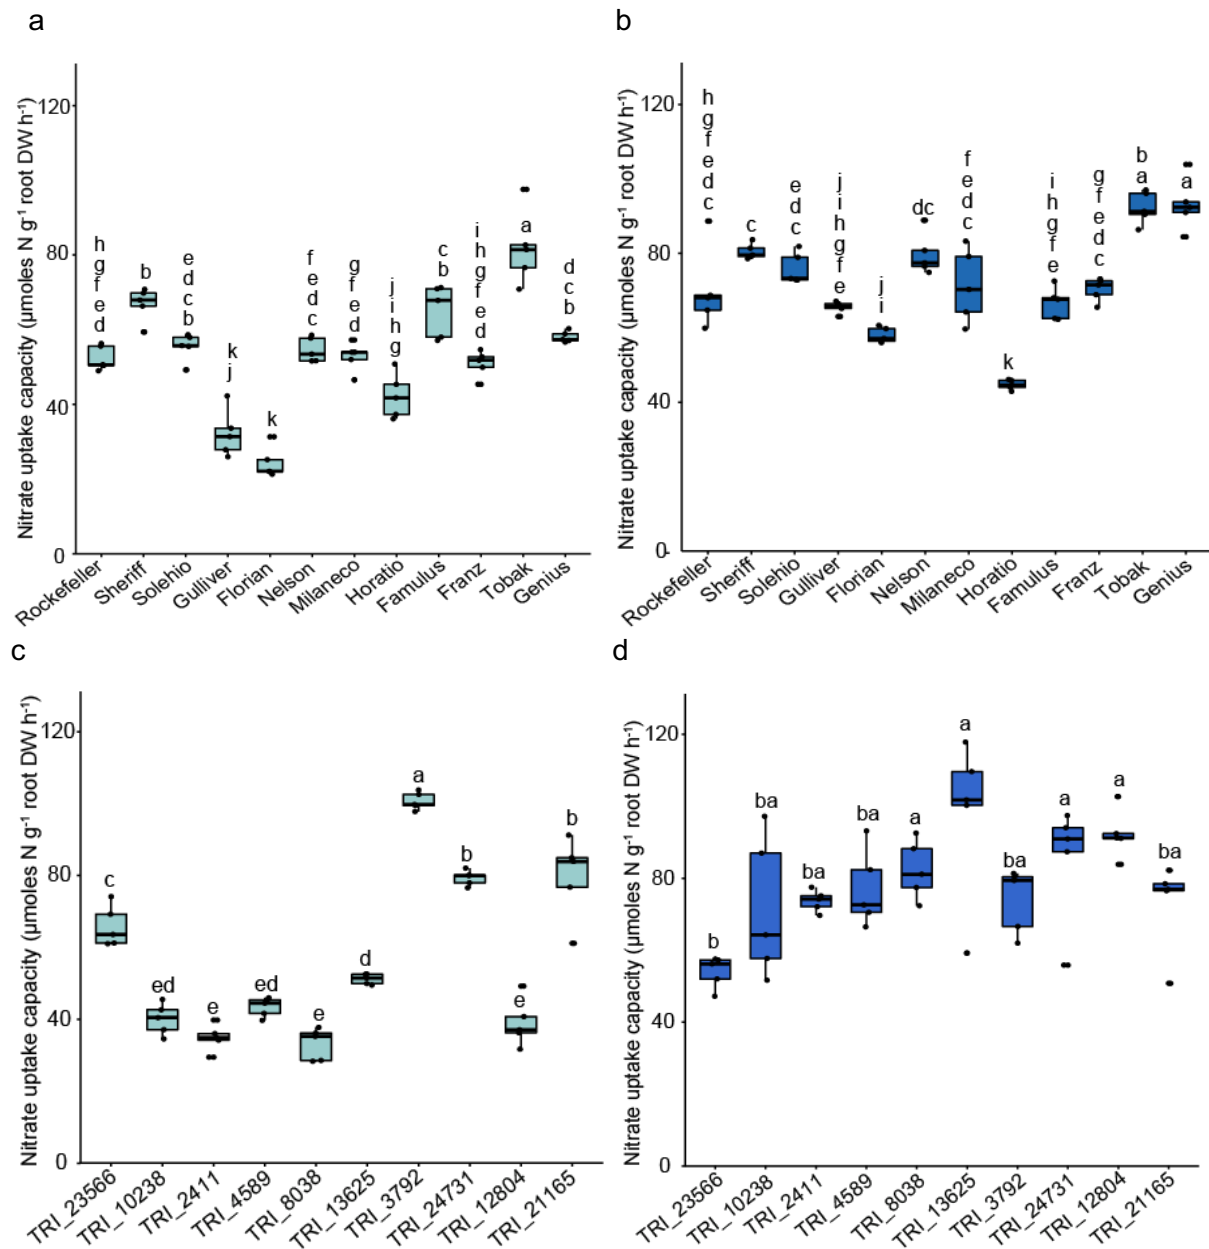 a
Nitrate uptake capacity (µmoles N g⁻¹ root DW h⁻¹)
120
80
40
0
h
g
f
e
d
b
e
d
c
b
k
j
k
f
e
d
c
g
f
e
d
j
i
h
g
c
b
i
h
g
f
e
d
a
d
c
b
Rockefeller
Sheriff
Solehio
Gulliver
Florian
Nelson
Milaneco
Horatio
Famulus
Franz
Tobak
Genius
b
Nitrate uptake capacity (µmoles N g⁻¹ root DW h⁻¹)
120
80
40
0
h
g
f
e
d
c
c
e
d
c
j
i
h
g
f
e
j
i
dc
f
e
d
c
k
i
h
g
f
e
g
f
e
d
c
b
a
a
Rockefeller
Sheriff
Solehio
Gulliver
Florian
Nelson
Milaneco
Horatio
Famulus
Franz
Tobak
Genius
c
Nitrate uptake capacity (µmoles N g⁻¹ root DW h⁻¹)
120
80
40
0
c
ed
e
ed
e
d
a
b
e
b
TRI_23566
TRI_10238
TRI_2411
TRI_4589
TRI_8038
TRI_13625
TRI_3792
TRI_24731
TRI_12804
TRI_21165
d
Nitrate uptake capacity (µmoles N g⁻¹ root DW h⁻¹)
120
80
40
0
b
ba
ba
ba
a
a
ba
a
a
ba
TRI_23566
TRI_10238
TRI_2411
TRI_4589
TRI_8038
TRI_13625
TRI_3792
TRI_24731
TRI_12804
TRI_21165